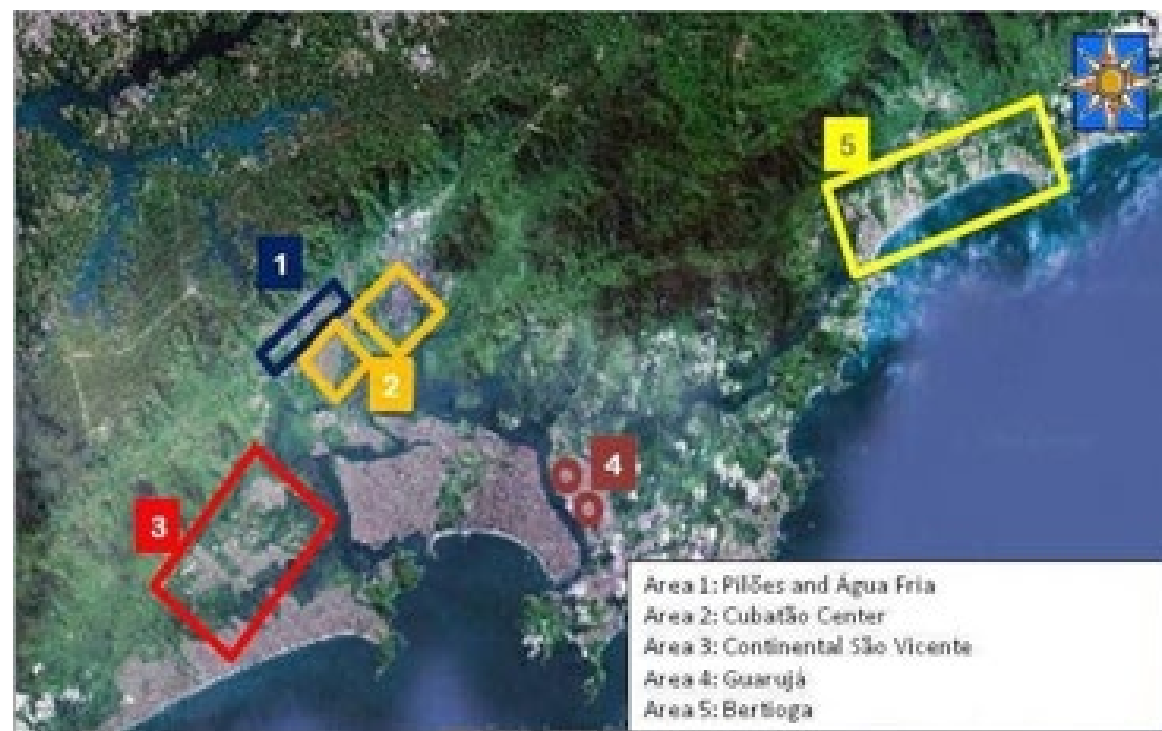 5
1
2
4
3
Area 1: Pilões and Água Fria
Area 2: Cubatão Center
Area 3: Continental São Vicente
Area 4: Guarujá
Area 5: Bertioga